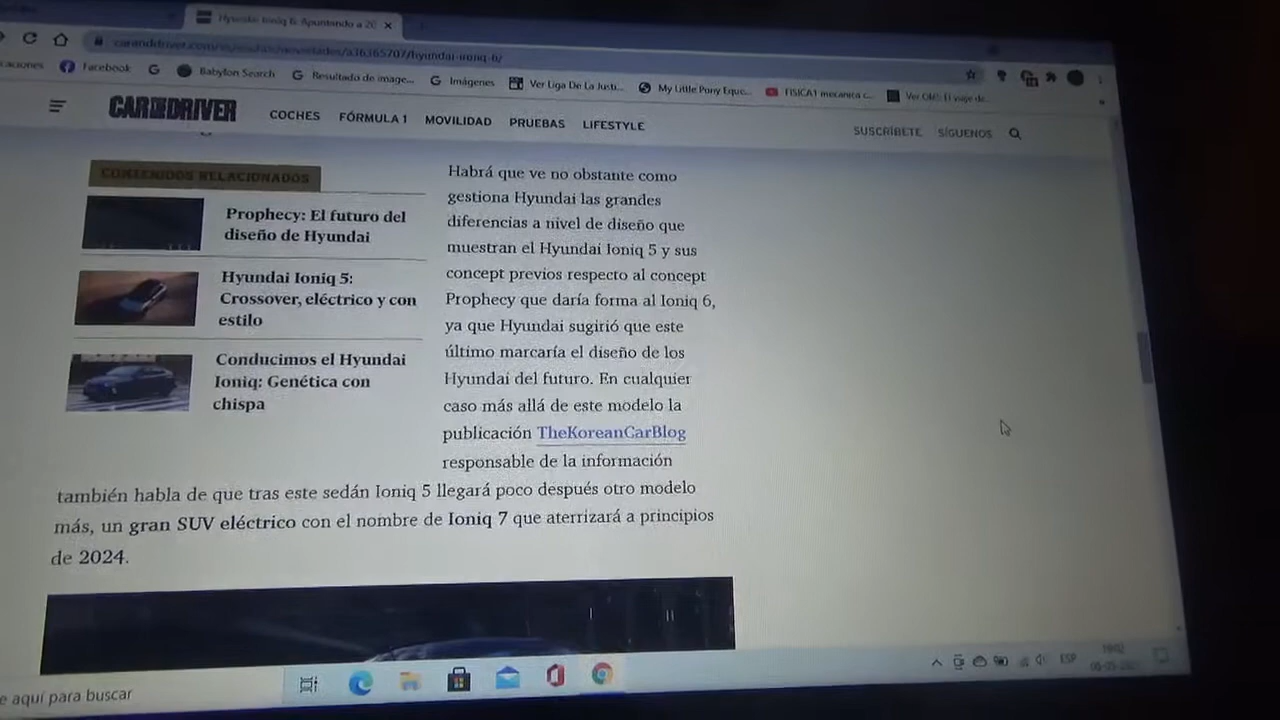 Hyundai Ioniq 6: Apuntando a 20
Facebook
Babylon Search
Resultado de image...
Imágenes
Ver Liga De La Justi...
My Little Pony Eque...
FISICA1 mecanica c...
CAR AND DRIVER
COCHES
FÓRMULA 1
MOVILIDAD
PRUEBAS
LIFESTYLE
SUSCRÍBETE
SÍGUENOS
CONTENIDOS RELACIONADOS
Prophecy: El futuro del
diseño de Hyundai
Hyundai Ioniq 5:
Crossover, eléctrico y con
estilo
Conducimos el Hyundai
Ioniq: Genética con
chispa
Habrá que ve no obstante como
gestiona Hyundai las grandes
diferencias a nivel de diseño que
muestran el Hyundai Ioniq 5 y sus
concept previos respecto al concept
Prophecy que daría forma al Ioniq 6,
ya que Hyundai sugirió que este
último marcaría el diseño de los
Hyundai del futuro. En cualquier
caso más allá de este modelo la
publicación TheKoreanCarBlog
responsable de la información
también habla de que tras este sedán Ioniq 5 llegará poco después otro modelo
más, un gran SUV eléctrico con el nombre de Ioniq 7 que aterrizará a principios
de 2024.
e aquí para buscar
ESP